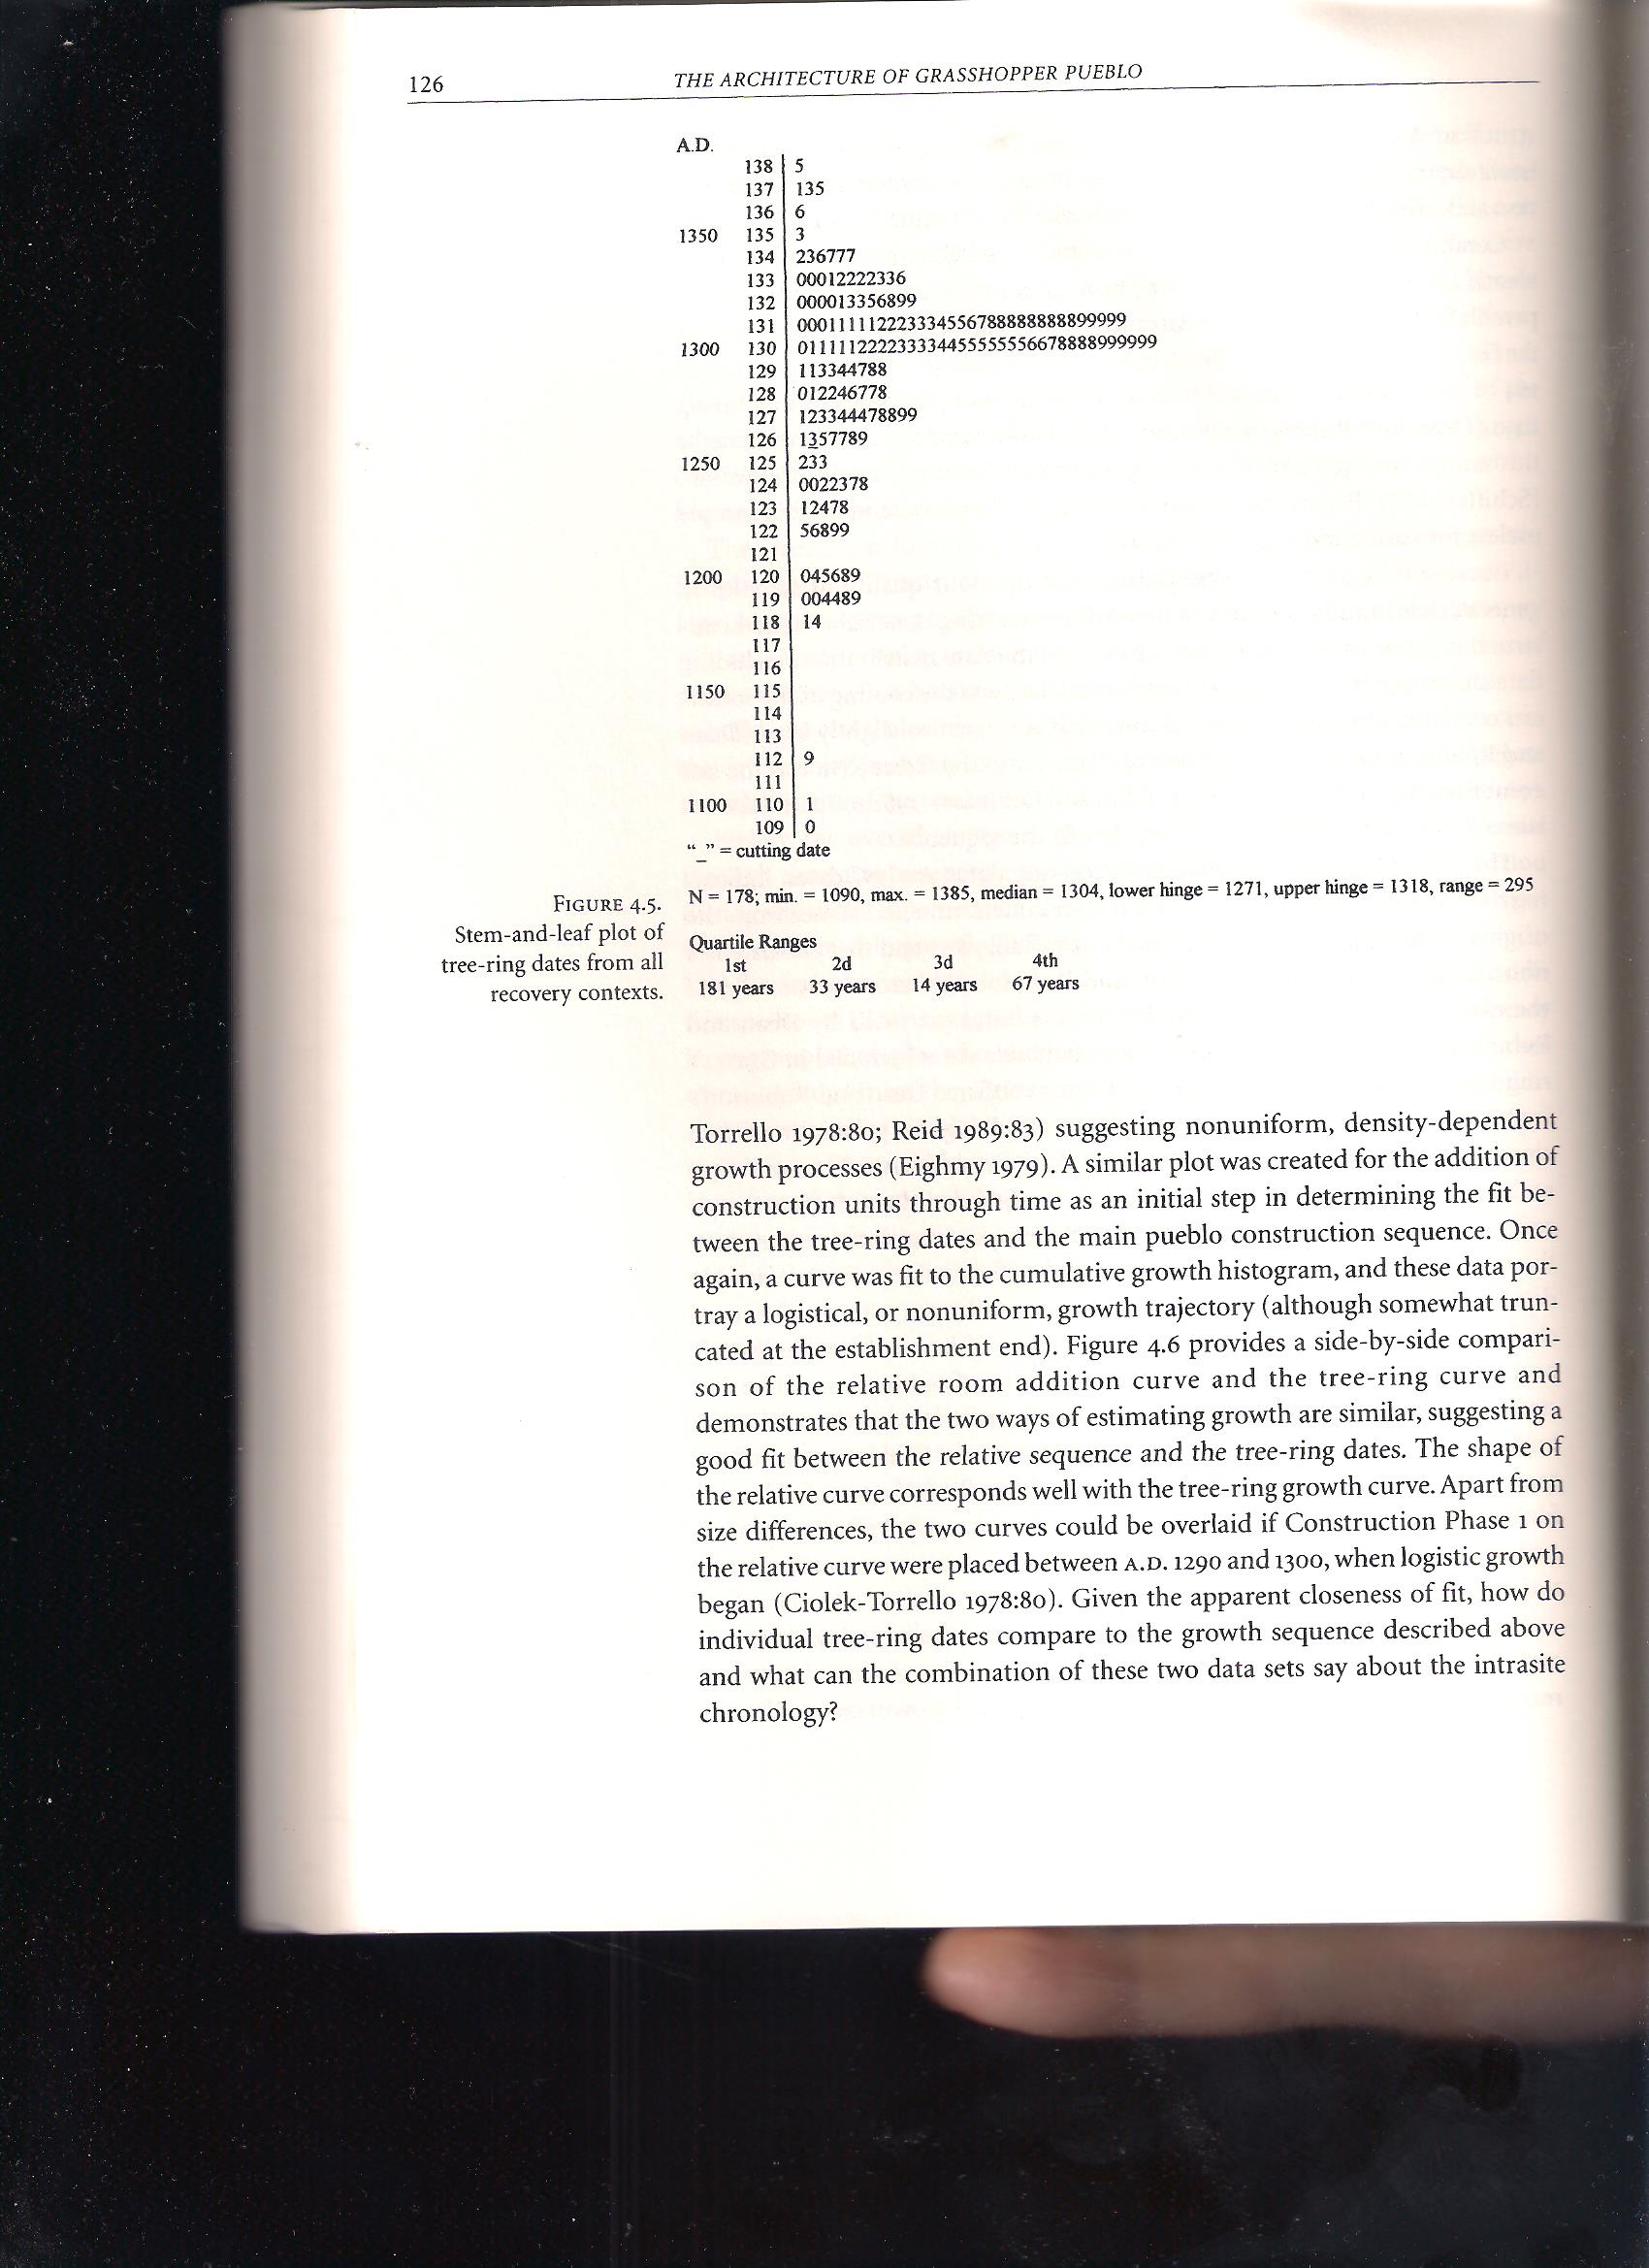 126 THE ARCHITECTURE OF GRASSHOPPER PUEBLO
A.D.
138 | 5
137 | 135
136 | 6
1350 135 | 3
134 | 236777
133 | 00012222336
132 | 000013356899
131 | 000111112223334556788888888899999
1300 130 | 011111222233334455555556678888999999
129 | 113344788
128 | 012246778
127 | 123344478899
126 | 1357789
1250 125 | 233
124 | 0022378
123 | 12478
122 | 56899
121
1200 120 | 045689
119 | 004489
118 | 14
117
116
1150 115
114
113
112 | 9
111
1100 110 | 1
109 | 0
“_” = cutting date
N = 178; min. = 1090, max. = 1385, median = 1304, lower hinge = 1271, upper hinge = 1318, range = 295
Quartile Ranges
1st 2d 3d 4th
181 years 33 years 14 years 67 years
FIGURE 4.5.
Stem-and-leaf plot of
tree-ring dates from all
recovery contexts.
Torrello 1978:80; Reid 1989:83) suggesting nonuniform, density-dependent
growth processes (Eighmy 1979). A similar plot was created for the addition of
construction units through time as an initial step in determining the fit be-
tween the tree-ring dates and the main pueblo construction sequence. Once
again, a curve was fit to the cumulative growth histogram, and these data por-
tray a logistical, or nonuniform, growth trajectory (although somewhat trun-
cated at the establishment end). Figure 4.6 provides a side-by-side compari-
son of the relative room addition curve and the tree-ring curve and
demonstrates that the two ways of estimating growth are similar, suggesting a
good fit between the relative sequence and the tree-ring dates. The shape of
the relative curve corresponds well with the tree-ring growth curve. Apart from
size differences, the two curves could be overlaid if Construction Phase 1 on
the relative curve were placed between A.D. 1290 and 1300, when logistic growth
began (Ciolek-Torrello 1978:80). Given the apparent closeness of fit, how do
individual tree-ring dates compare to the growth sequence described above
and what can the combination of these two data sets say about the intrasite
chronology?